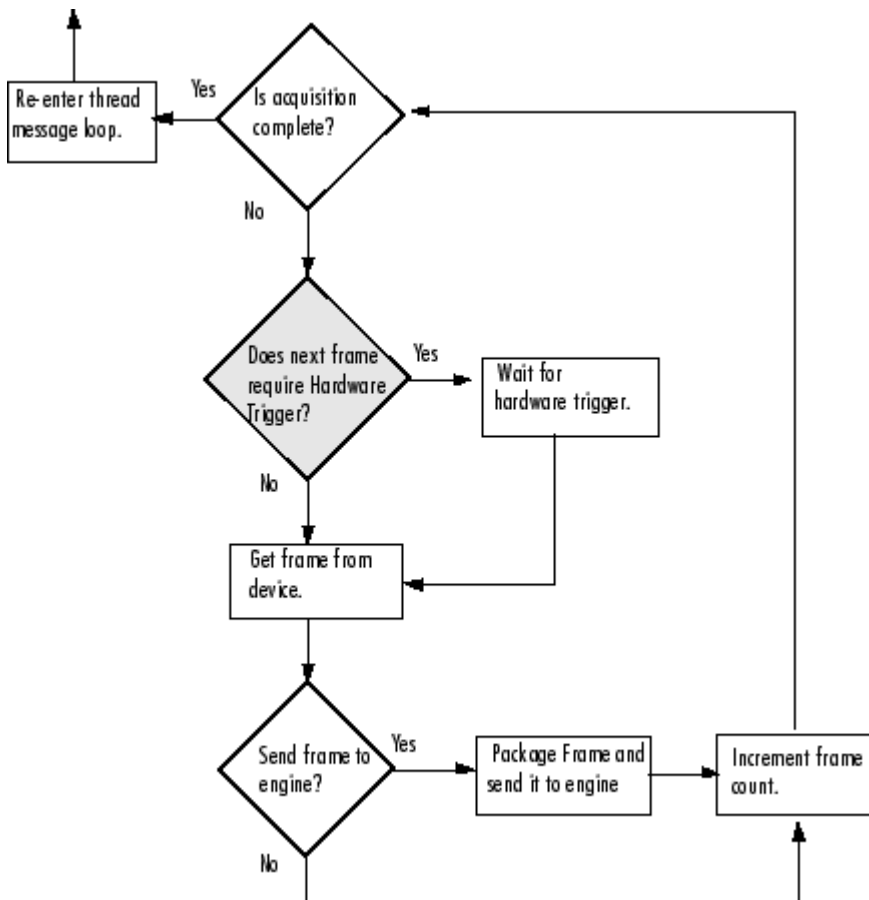 Yes
Re-enter thread
message loop.
Is acquisition
complete?
No
Does next frame
require Hardware
Trigger?
Yes
Wait for
hardware trigger.
No
Get frame from
device.
Send frame to
engine?
Yes
Package Frame and
send it to engine
Increment frame
count.
No